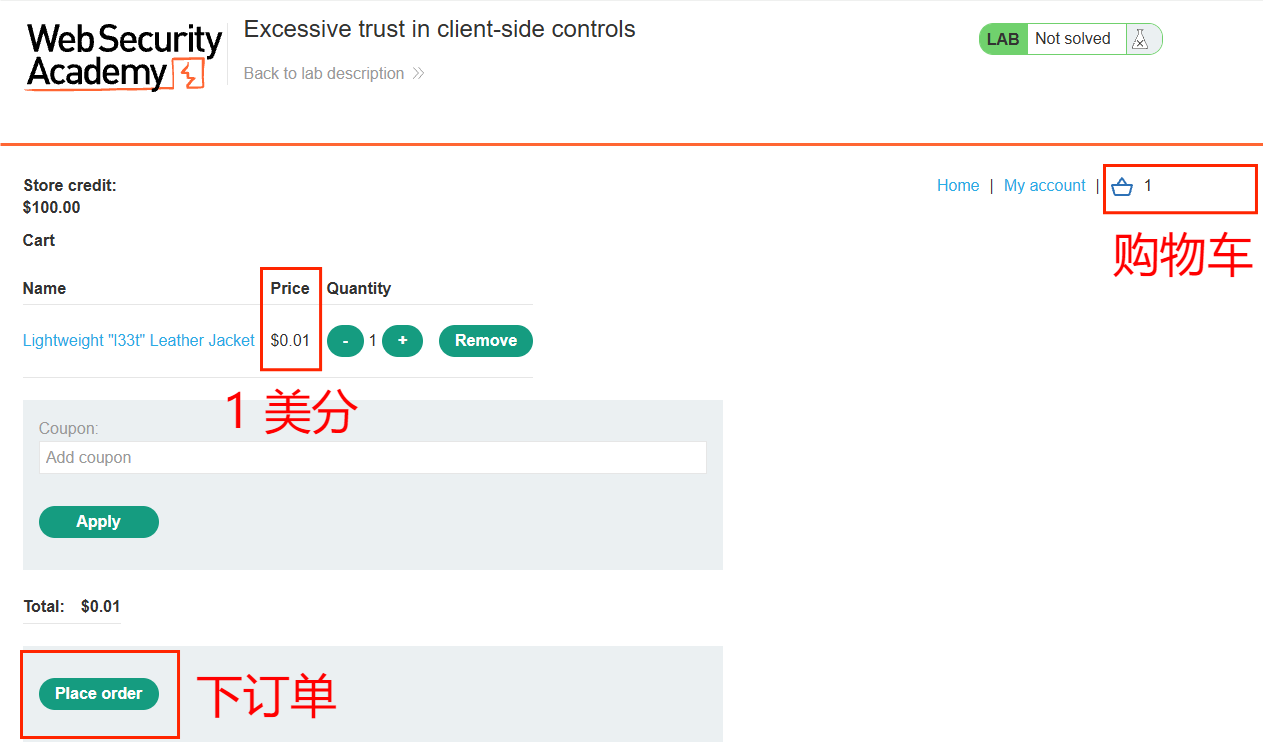 Web Security
Academy
Excessive trust in client-side controls
Back to lab description
LAB Not solved
Store credit:
$100.00
Home | My account | 1
购物车
Cart
Name Price Quantity
Lightweight "l33t" Leather Jacket $0.01 - 1 + Remove
1 美分
Coupon:
Add coupon
Apply
Total: $0.01
Place order
下订单